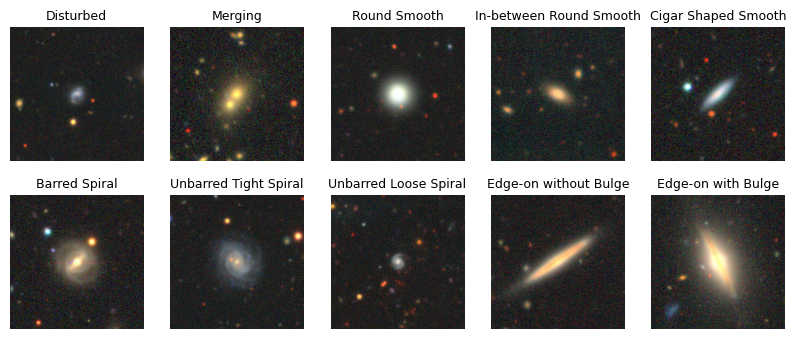 Disturbed
Merging
Round Smooth
In-between Round Smooth
Cigar Shaped Smooth
Barred Spiral
Unbarred Tight Spiral
Unbarred Loose Spiral
Edge-on without Bulge
Edge-on with Bulge